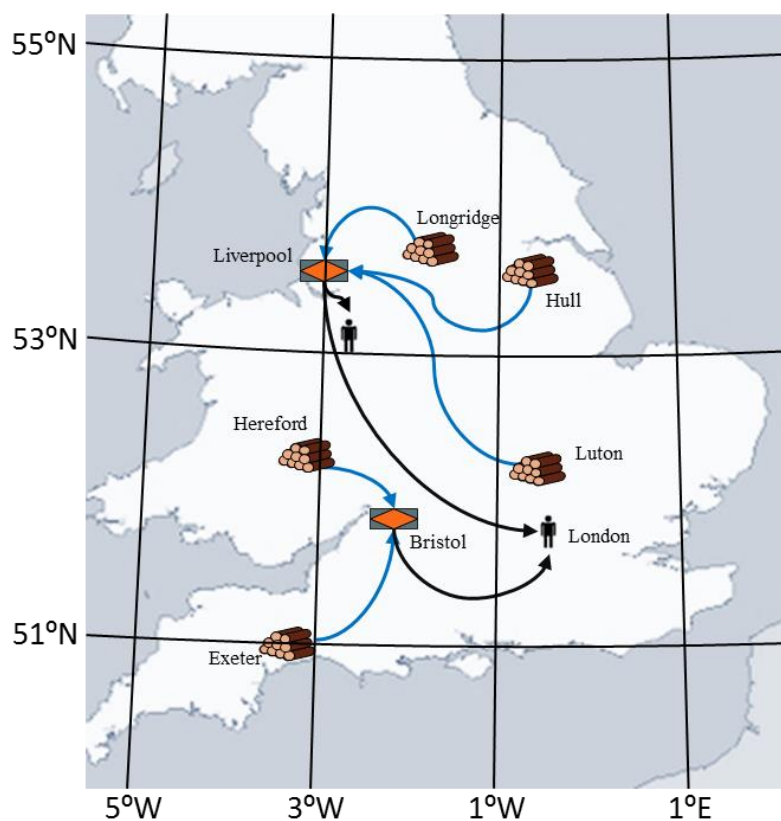 55°N
Longridge
Liverpool
Hull
53°N
Hereford
Luton
London
Bristol
51°N
Exeter
5°W
3°W
1°W
1°E